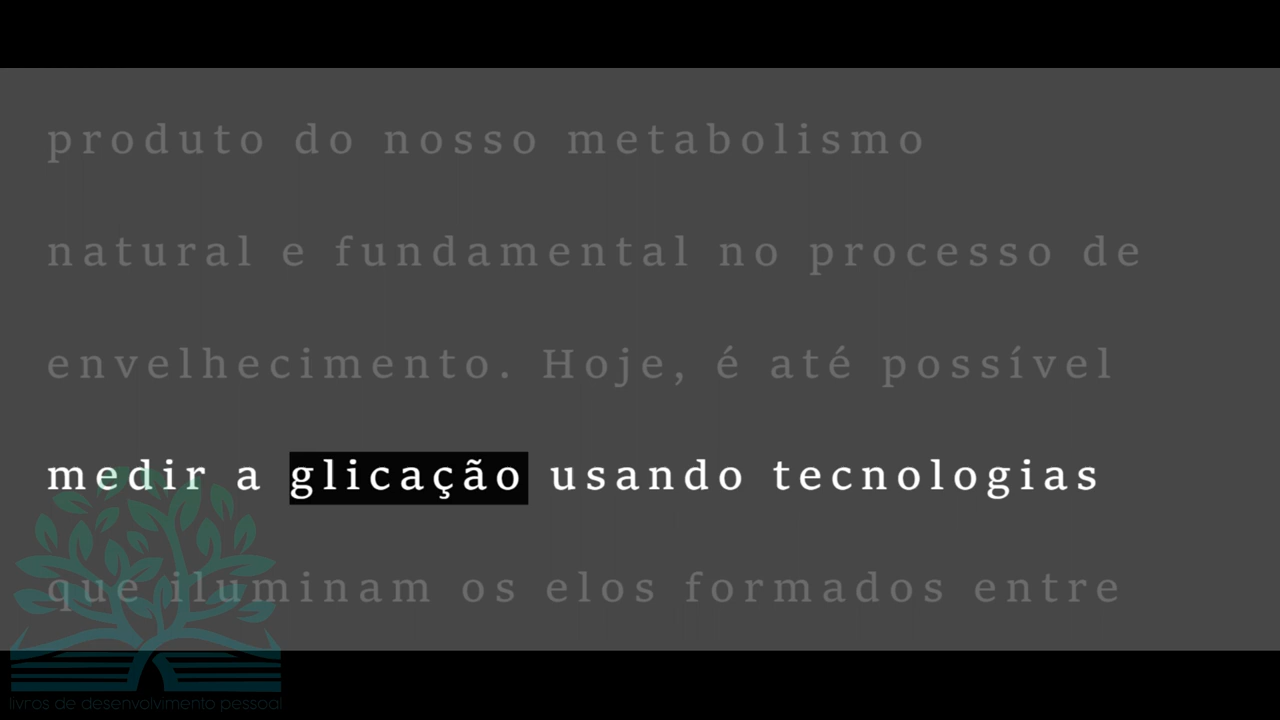 produto do nosso metabolismo
natural e fundamental no processo de
envelhecimento. Hoje, é até possível
medir a glicação usando tecnologias
que iluminam os elos formados entre
livros de desenvolvimento pessoal